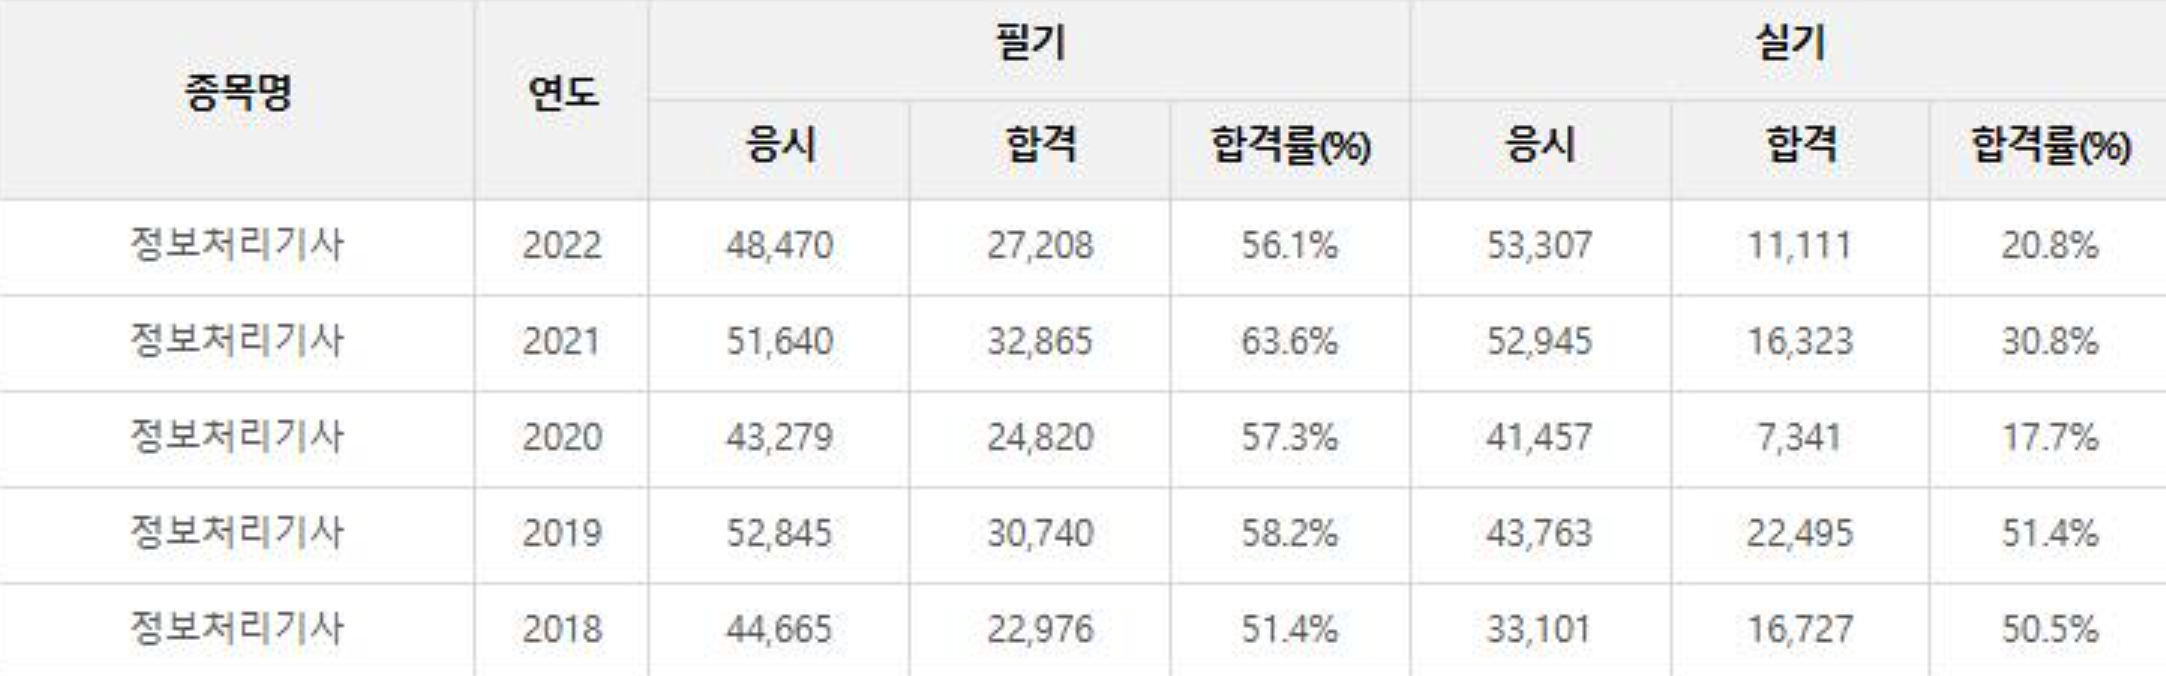 종목명 연도 필기 실기
응시 합격 합격률(%) 응시 합격 합격률(%)
정보처리기사 2022 48,470 27,208 56.1% 53,307 11,111 20.8%
정보처리기사 2021 51,640 32,865 63.6% 52,945 16,323 30.8%
정보처리기사 2020 43,279 24,820 57.3% 41,457 7,341 17.7%
정보처리기사 2019 52,845 30,740 58.2% 43,763 22,495 51.4%
정보처리기사 2018 44,665 22,976 51.4% 33,101 16,727 50.5%